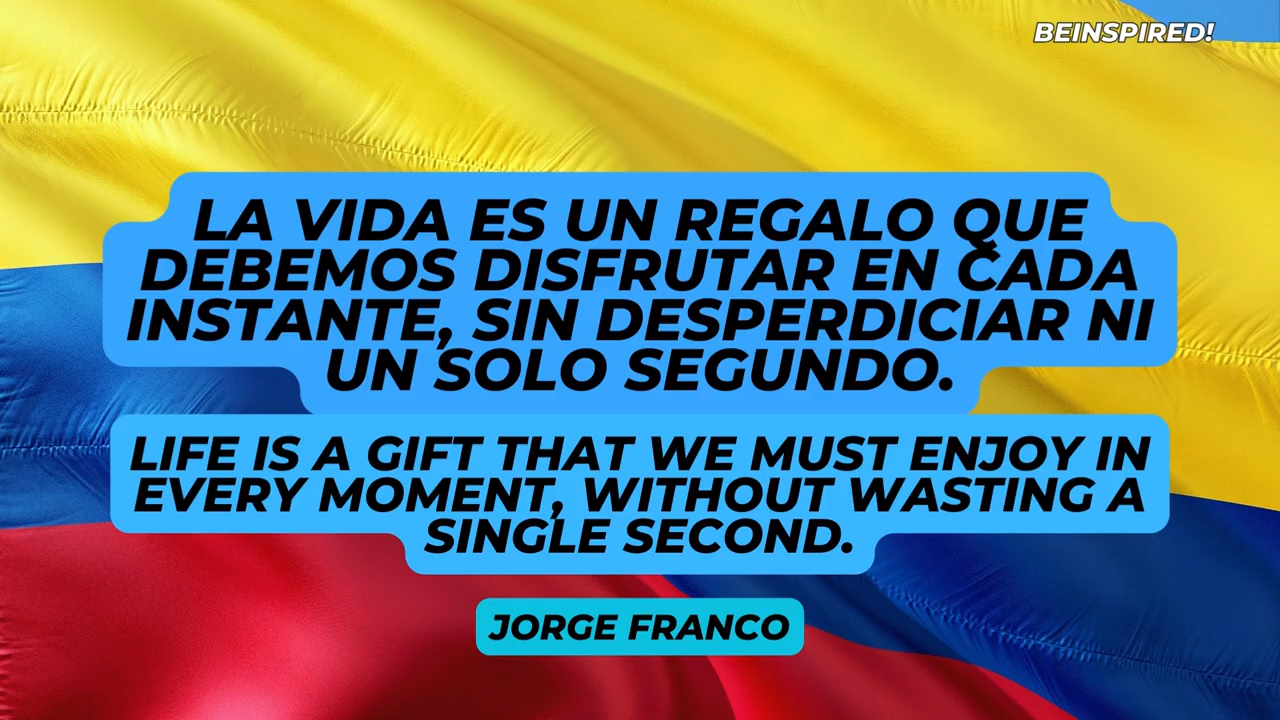 BEINSPIRED!
LA VIDA ES UN REGALO QUE
DEBEMOS DISFRUTAR EN CADA
INSTANTE, SIN DESPERDICIAR NI
UN SOLO SEGUNDO.
LIFE IS A GIFT THAT WE MUST ENJOY IN
EVERY MOMENT, WITHOUT WASTING A
SINGLE SECOND.
JORGE FRANCO